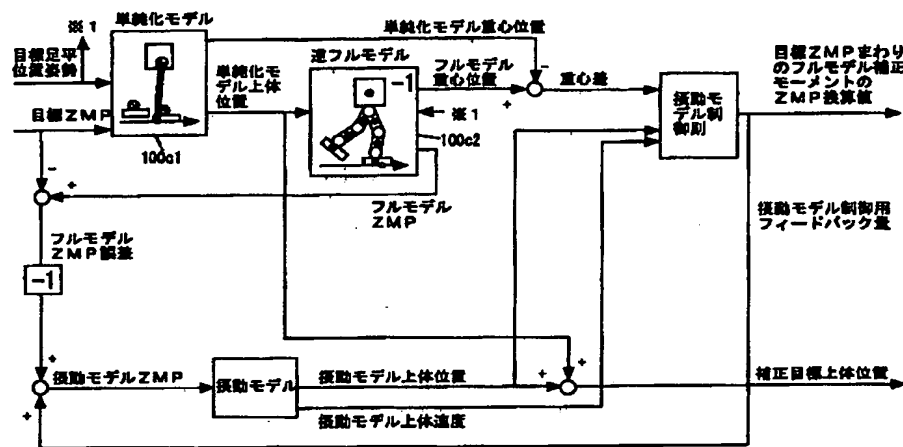 ※1
単純化モデル
目標足平
位置姿勢
目標ZMP
100c1
単純化モデル重心位置
単純化モ
デル上体
位置
逆フルモデル
-1
フルモデル
重心位置
※1
100c2
フルモデル
ZMP
-
+
重心差
摂動モ
デル制
御則
目標ZMPまわり
のフルモデル補正
モーメントの
ZMP換算値
摂動モデル制御用
フィードバック量
-
+
フルモデル
ZMP誤差
-1
+
+
摂動モデルZMP
摂動モデル
摂動モデル上体位置
摂動モデル上体速度
+
+
補正目標上体位置